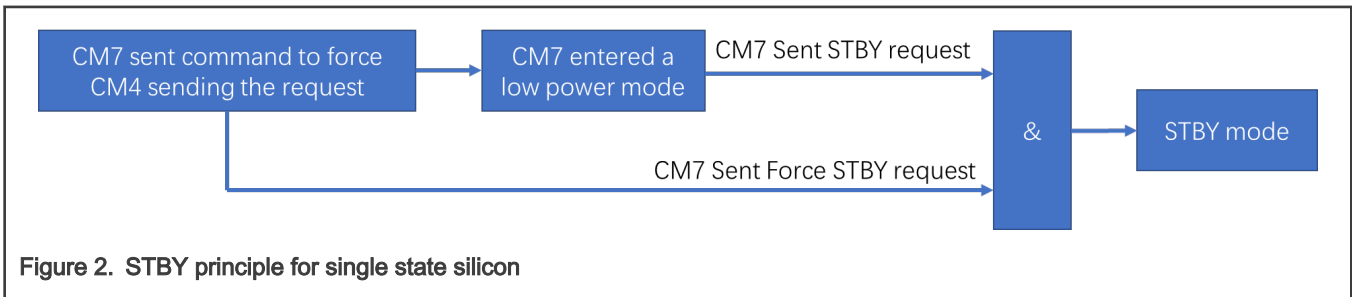 CM7 sent command to force
CM4 sending the request
CM7 entered a
low power mode
CM7 Sent STBY request
&
STBY mode
CM7 Sent Force STBY request
Figure 2. STBY principle for single state silicon